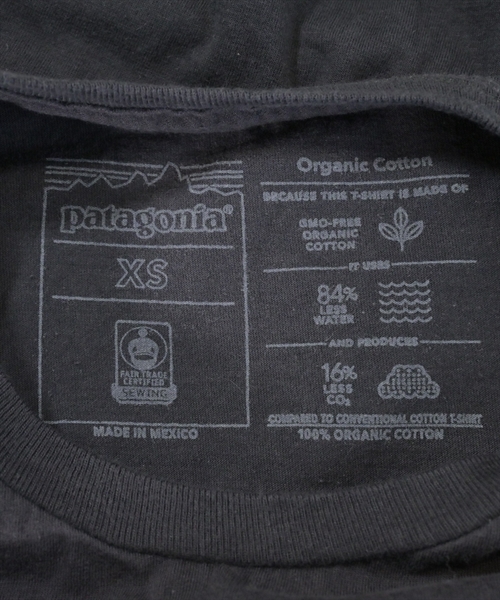 patagonia®
XS
FAIR TRADE
CERTIFIED
SEWING
MADE IN MEXICO
Organic Cotton
BECAUSE THIS T-SHIRT IS MADE OF
GMO-FREE
ORGANIC
COTTON
IT USES
84%
LESS
WATER
AND PRODUCES
16%
LESS
CO₂
COMPARED TO CONVENTIONAL COTTON T-SHIRT
100% ORGANIC COTTON